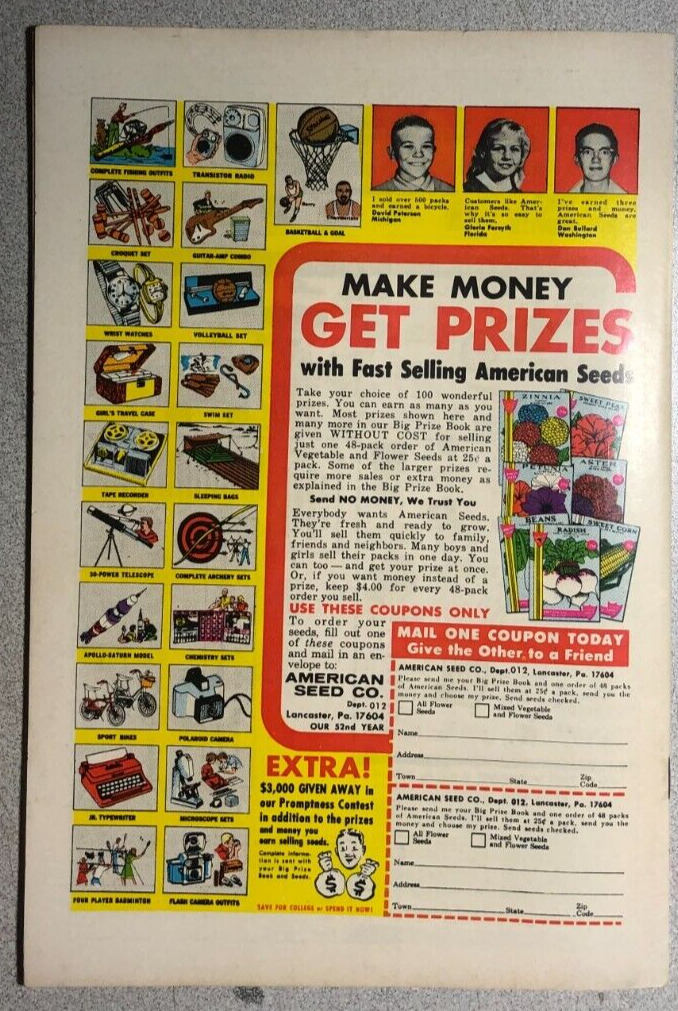 COMPLETE FISHING OUTFITS
TRANSISTOR RADIO
BASKETBALL & GOAL
I sold over 500 packs
and earned a bicycle.
David Peterson
Michigan
Customers like Amer-
ican Seeds. That's
why it's so easy to
sell them.
Gloria Forsyth
Florida
I've earned three
prizes and money.
American Seeds are
great.
Dan Ballard
Washington
CROQUET SET
GUITAR-AMP COMBO
WRIST WATCHES
VOLLEYBALL SET
GIRL'S TRAVEL CASE
SWIM SET
TAPE RECORDER
SLEEPING BAGS
30-POWER TELESCOPE
COMPLETE ARCHERY SETS
APOLLO-SATURN MODEL
CHEMISTRY SETS
SPORT BIKES
POLAROID CAMERA
JR. TYPEWRITER
MICROSCOPE SETS
FOUR PLAYER BADMINTON
FLASH CAMERA OUTFITS
MAKE MONEY
GET PRIZES
with Fast Selling American Seeds
Take your choice of 100 wonderful
prizes. You can earn as many as you
want. Most prizes shown here and
many more in our Big Prize Book are
given WITHOUT COST for selling
just one 48-pack order of American
Vegetable and Flower Seeds at 25¢ a
pack. Some of the larger prizes re-
quire more sales or extra money as
explained in the Big Prize Book.
Send NO MONEY, We Trust You
Everybody wants American Seeds.
They're fresh and ready to grow.
You'll sell them quickly to family,
friends and neighbors. Many boys and
girls sell their packs in one day. You
can too — and get your prize at once.
Or, if you want money instead of a
prize, keep $4.00 for every 48-pack
order you sell.
ZINNIA
SWEET PEAS
PETUNIA
ASTER
BEANS
RADISH
SWEET CORN
USE THESE COUPONS ONLY
To order your
seeds, fill out one
of these coupons
and mail in an en-
velope to:
AMERICAN
SEED CO.
Dept. 012
Lancaster, Pa. 17604
OUR 52nd YEAR
EXTRA!
$3,000 GIVEN AWAY in
our Promptness Contest
in addition to the prizes
and money you
earn selling seeds.
Complete informa-
tion is sent with
your Big Prize
Book and Seeds.
$ $
SAVE FOR COLLEGE or SPEND IT NOW!
MAIL ONE COUPON TODAY
Give the Other to a Friend
AMERICAN SEED CO., Dept. 012, Lancaster, Pa. 17604
Please send me your Big Prize Book and one order of 48 packs
of American Seeds. I'll sell them at 25¢ a pack, send you the
money and choose my prize. Send seeds checked.
All Flower Seeds
Mixed Vegetable and Flower Seeds
Name
Address
Town State Zip Code
AMERICAN SEED CO., Dept. 012, Lancaster, Pa. 17604
Please send me your Big Prize Book and one order of 48 packs
of American Seeds. I'll sell them at 25¢ a pack, send you the
money and choose my prize. Send seeds checked.
All Flower Seeds
Mixed Vegetable and Flower Seeds
Name
Address
Town State Zip Code